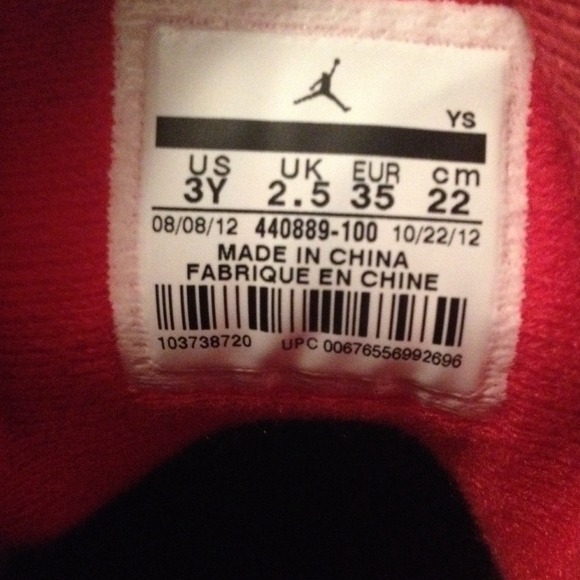 YS
US UK EUR cm
3Y 2.5 35 22
08/08/12 440889-100 10/22/12
MADE IN CHINA
FABRIQUE EN CHINE
103738720 UPC 00676556992696